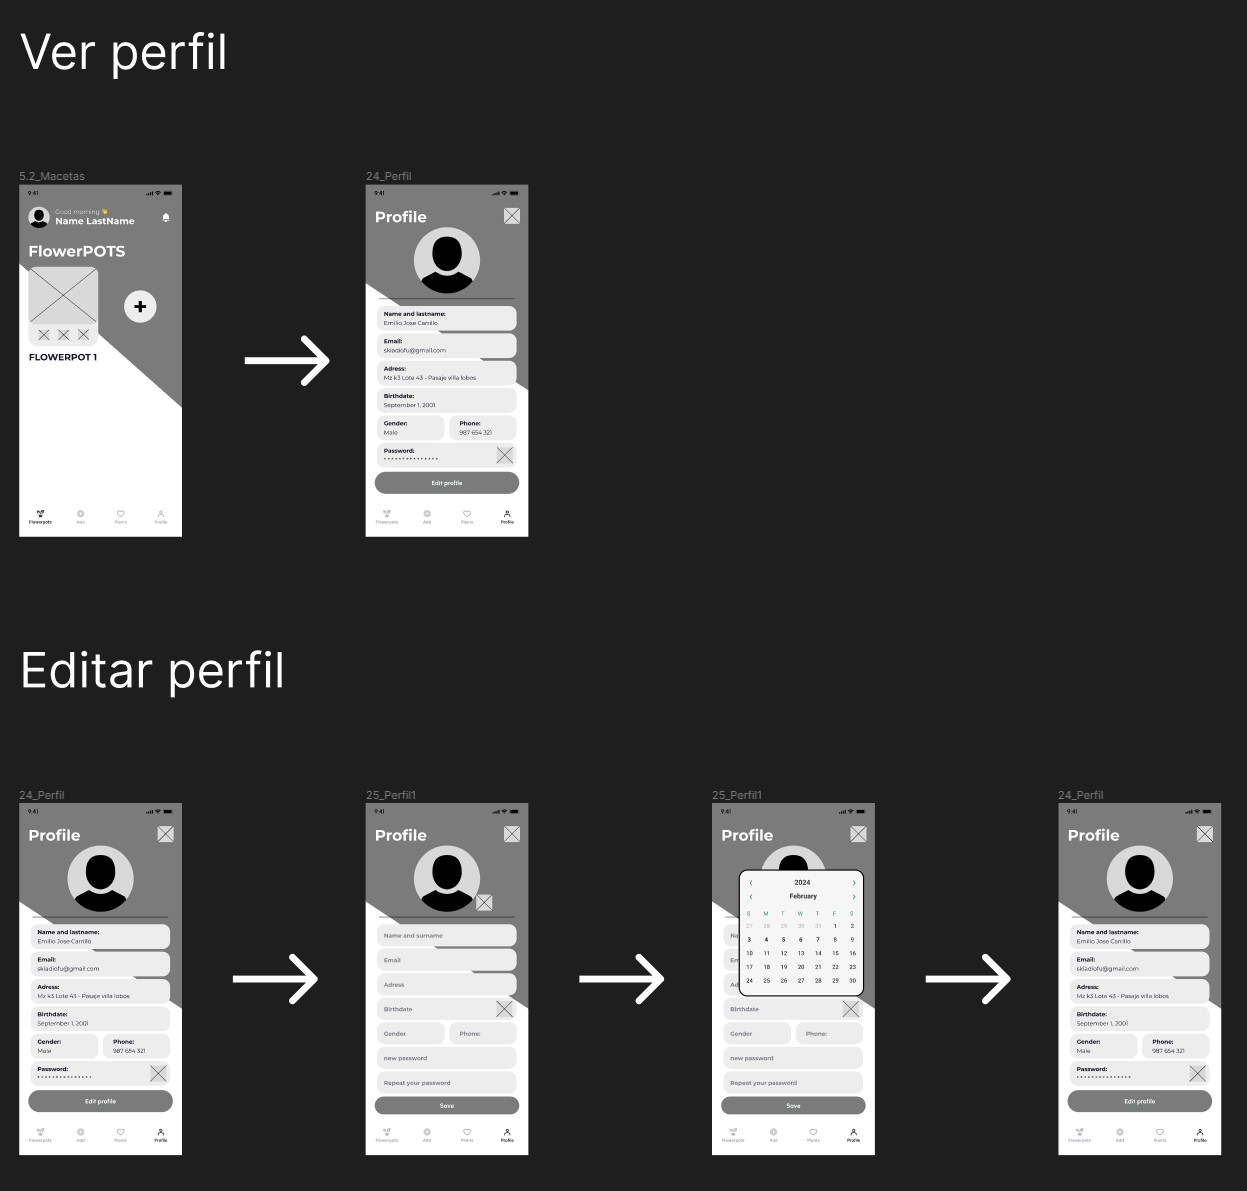 Ver perfil
5.2_Macetas
24_Perfil
9:41
Good morning 👋
Name LastName
FlowerPOTS
FLOWERPOT 1
Flowerpots
Add
Plants
Profile
9:41
Profile
Name and lastname:
Emilio Jose Carrillo
Email:
skiadiofu@gmail.com
Adress:
Mz k3 Lote 43 - Pasaje villa lobos
Birthdate:
September 1, 2001
Gender:
Male
Phone:
987 654 321
Password:
***************
Edit profile
Flowerpots
Add
Plants
Profile
Editar perfil
24_Perfil
25_Perfil1
25_Perfil1
24_Perfil
9:41
Profile
Name and lastname:
Emilio Jose Carrillo
Email:
skiadiofu@gmail.com
Adress:
Mz k3 Lote 43 - Pasaje villa lobos
Birthdate:
September 1, 2001
Gender:
Male
Phone:
987 654 321
Password:
***************
Edit profile
Flowerpots
Add
Plants
Profile
9:41
Profile
Name and surname
Email
Adress
Birthdate
Gender
Phone:
new password
Repeat your password
Save
Flowerpots
Add
Plants
Profile
9:41
Profile
‹ 2024 ›
‹ February ›
S M T W T F S
27 28 29 30 31 1 2
3 4 5 6 7 8 9
10 11 12 13 14 15 16
17 18 19 20 21 22 23
24 25 26 27 28 29 30
Na
Em
Ad
Birthdate
Gender
Phone:
new password
Repeat your password
Save
Flowerpots
Add
Plants
Profile
9:41
Profile
Name and lastname:
Emilio Jose Carrillo
Email:
skiadiofu@gmail.com
Adress:
Mz k3 Lote 43 - Pasaje villa lobos
Birthdate:
September 1, 2001
Gender:
Male
Phone:
987 654 321
Password:
***************
Edit profile
Flowerpots
Add
Plants
Profile